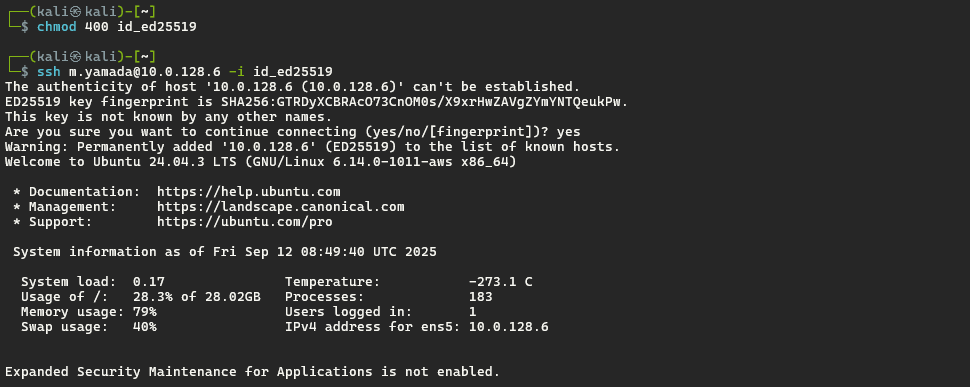 ┌──(kali㉿kali)-[~]
└─$ chmod 400 id_ed25519
┌──(kali㉿kali)-[~]
└─$ ssh m.yamada@10.0.128.6 -i id_ed25519
The authenticity of host '10.0.128.6 (10.0.128.6)' can't be established.
ED25519 key fingerprint is SHA256:GTRDyXCBRAcO73CnOM0s/X9xrHwZAVgZYmYNTQeukPw.
This key is not known by any other names.
Are you sure you want to continue connecting (yes/no/[fingerprint])? yes
Warning: Permanently added '10.0.128.6' (ED25519) to the list of known hosts.
Welcome to Ubuntu 24.04.3 LTS (GNU/Linux 6.14.0-1011-aws x86_64)
 * Documentation:  https://help.ubuntu.com
 * Management:     https://landscape.canonical.com
 * Support:        https://ubuntu.com/pro
 System information as of Fri Sep 12 08:49:40 UTC 2025
  System load:  0.17               Temperature:           -273.1 C
  Usage of /:   28.3% of 28.02GB   Processes:             183
  Memory usage: 79%                Users logged in:       1
  Swap usage:   40%                IPv4 address for ens5: 10.0.128.6
Expanded Security Maintenance for Applications is not enabled.